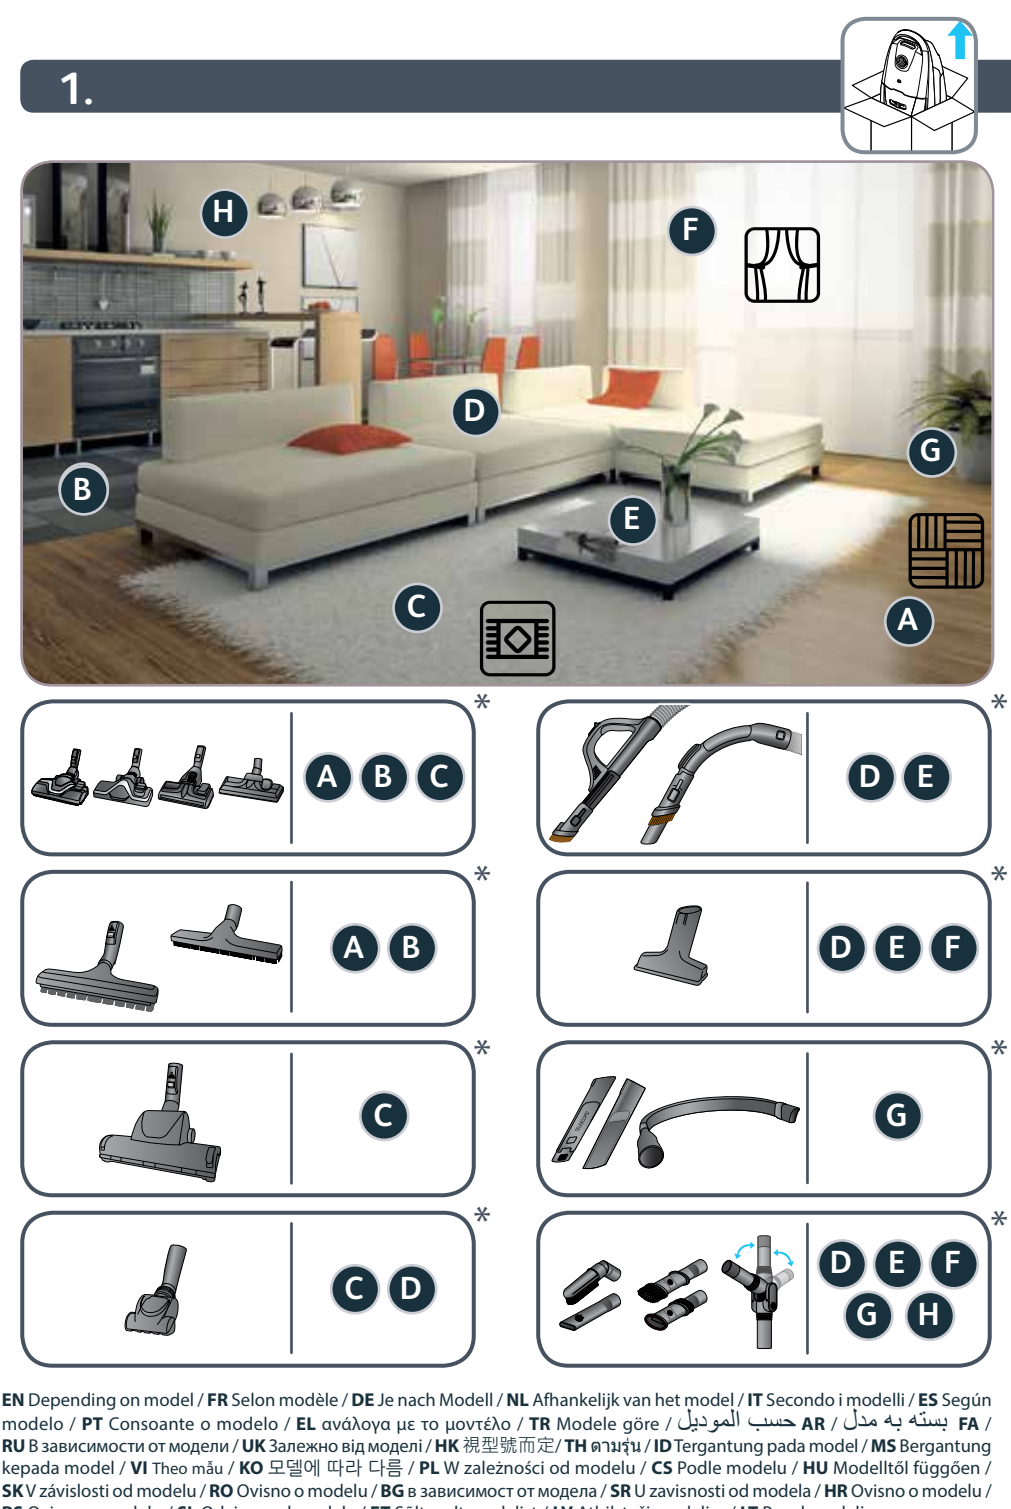 1.
H
F
D
G
B
E
C
A
*
A B C
*
D E
*
A B
*
D E F
*
C
*
G
*
C D
*
D E F
G H
EN Depending on model / FR Selon modèle / DE Je nach Modell / NL Afhankelijk van het model / IT Secondo i modelli / ES Según
modelo / PT Consoante o modelo / EL ανάλογα με το μοντέλο / TR Modele göre / حسب الموديل AR / بسته به مدل FA /
RU В зависимости от модели / UK Залежно від моделі / HK 視型號而定/ TH ตามรุ่น / ID Tergantung pada model / MS Bergantung
kepada model / VI Theo mẫu / KO 모델에 따라 다름 / PL W zależności od modelu / CS Podle modelu / HU Modelltől függően /
SK V závislosti od modelu / RO Ovisno o modelu / BG в зависимост от модела / SR U zavisnosti od modela / HR Ovisno o modelu /